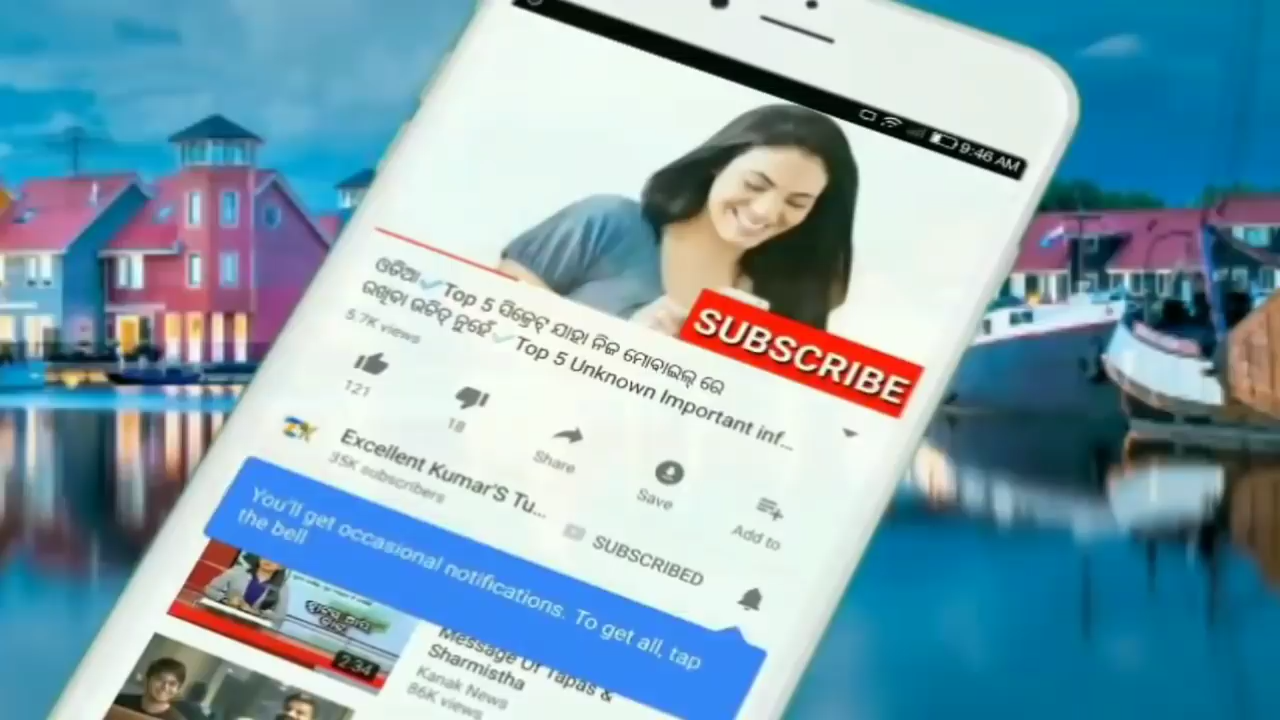 9:46 AM
SUBSCRIBE
ଓଡିଆ✓Top 5 ସିକ୍ରେଟ୍ ଯାହା ନିଜ ମୋବାଇଲ୍ ରେ
ରଖିବା ଉଚିତ୍ ନୁହେଁ✓Top 5 Unknown Important inf...
5.7K views
121
18
Share
Save
Add to
Excellent Kumar'S Tu...
35K subscribers
SUBSCRIBED
You'll get occasional notifications. To get all, tap
the bell
2:34
Message Of Tapas &
Sharmistha
Kanak News
86K views